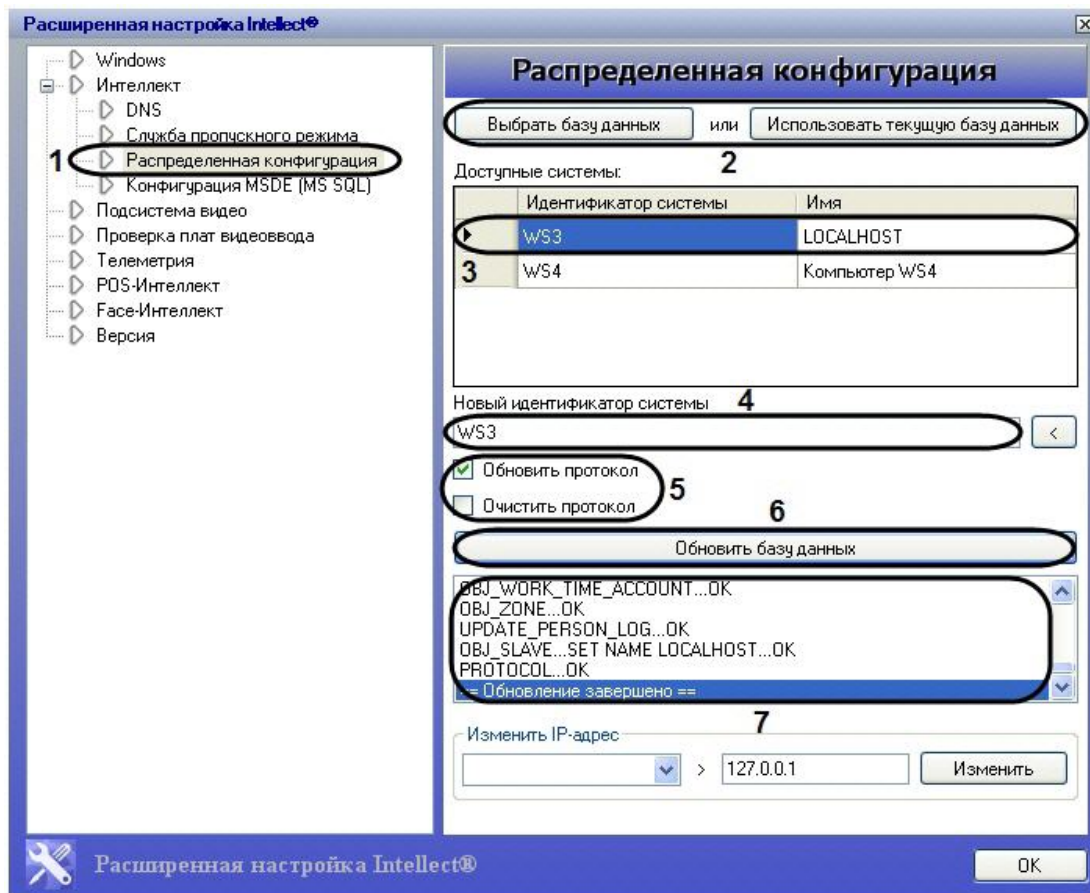 Расширенная настройка Intellect®
Windows
Интеллект
DNS
Служба пропускного режима
1 Распределенная конфигурация
Конфигурация MSDE (MS SQL)
Подсистема видео
Проверка плат видеоввода
Телеметрия
POS-Интеллект
Face-Интеллект
Версия
Распределенная конфигурация
Выбрать базу данных или Использовать текущую базу данных
2
Доступные системы:
Идентификатор системы Имя
WS3 LOCALHOST
3 WS4 Компьютер WS4
Новый идентификатор системы 4
WS3 <
Обновить протокол
5
Очистить протокол
6
Обновить базу данных
OBJ_WORK_TIME_ACCOUNT...OK
OBJ_ZONE...OK
UPDATE_PERSON_LOG...OK
OBJ_SLAVE...SET NAME LOCALHOST...OK
PROTOCOL...OK
== Обновление завершено ==
7
Изменить IP-адрес
> 127.0.0.1 Изменить
Расширенная настройка Intellect®
OK